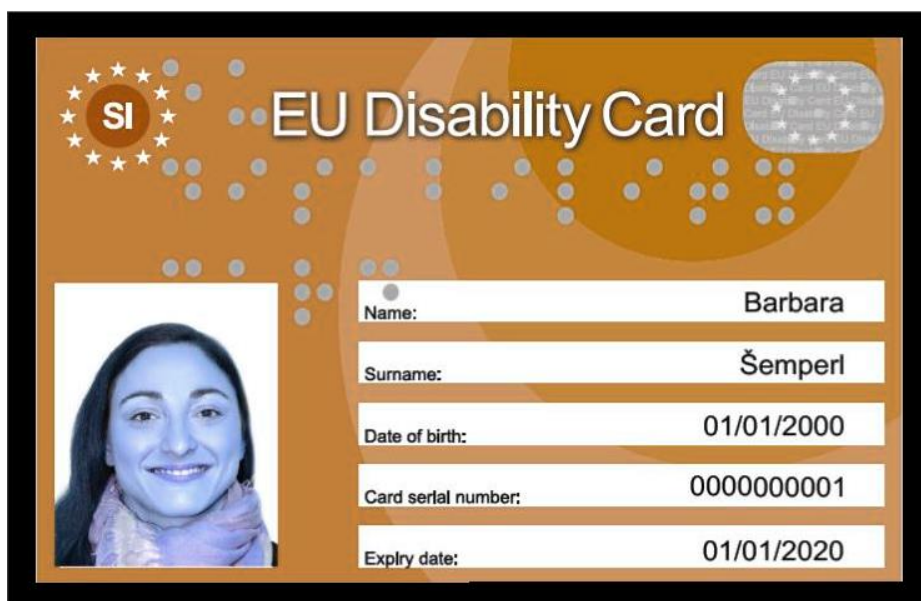 SI
EU Disability Card
Name: Barbara
Surname: Šemperl
Date of birth: 01/01/2000
Card serial number: 0000000001
Expiry date: 01/01/2020